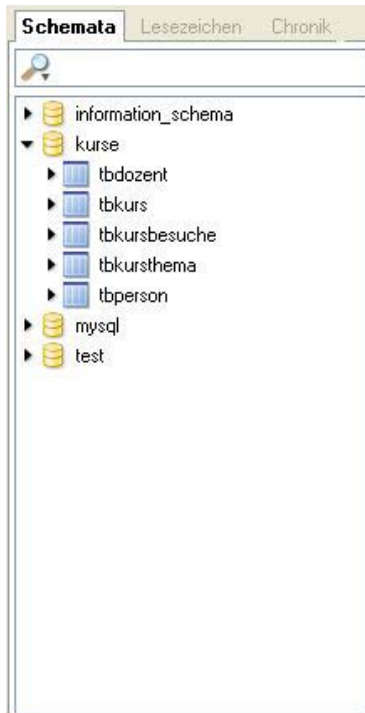 Schemata Lesezeichen Chronik
information_schema
kurse
tbdozent
tbkurs
tbkursbesuche
tbkursthema
tbperson
mysql
test